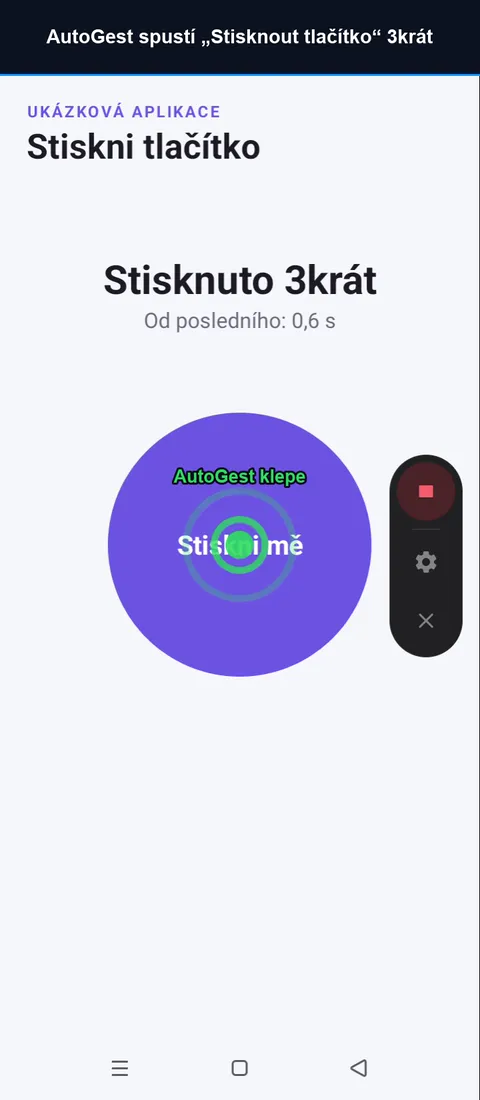 AutoGest spustí „Stisknout tlačítko“ 3krát
UKÁZKOVÁ APLIKACE
Stiskni tlačítko
Stisknuto 3krát
Od posledního: 0,6 s
AutoGest klepe
Stiskni mě